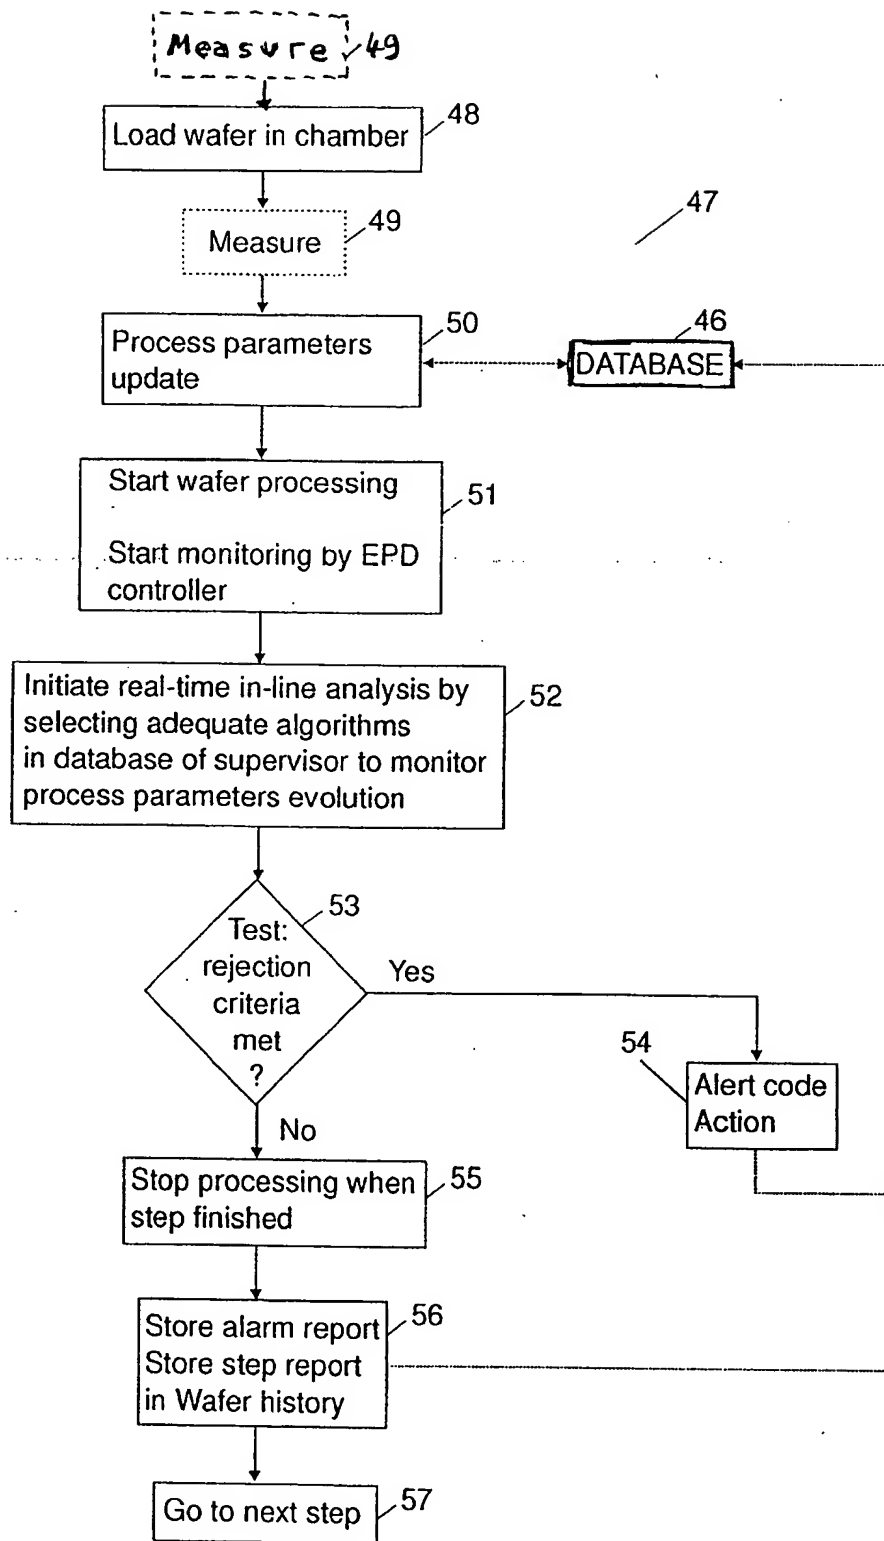 Measure 49
48
Load wafer in chamber
47
49
Measure
50
46
Process parameters
update
DATABASE
Start wafer processing
51
Start monitoring by EPD
controller
Initiate real-time in-line analysis by
selecting adequate algorithms
in database of supervisor to monitor
process parameters evolution
52
53
Test:
rejection
criteria
met
?
Yes
54
Alert code
Action
No
Stop processing when
step finished
55
56
Store alarm report
Store step report
in Wafer history
Go to next step
57